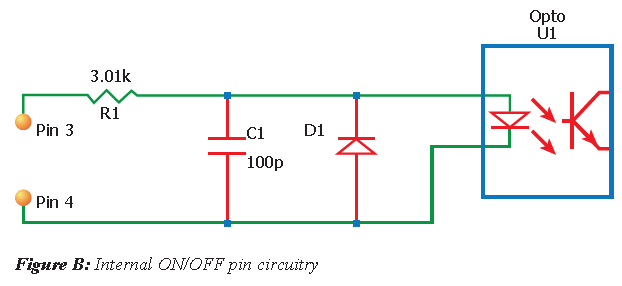 Opto
U1
3.01k
R1
Pin 3
C1
D1
100p
Pin 4
Figure B: Internal ON/OFF pin circuitry